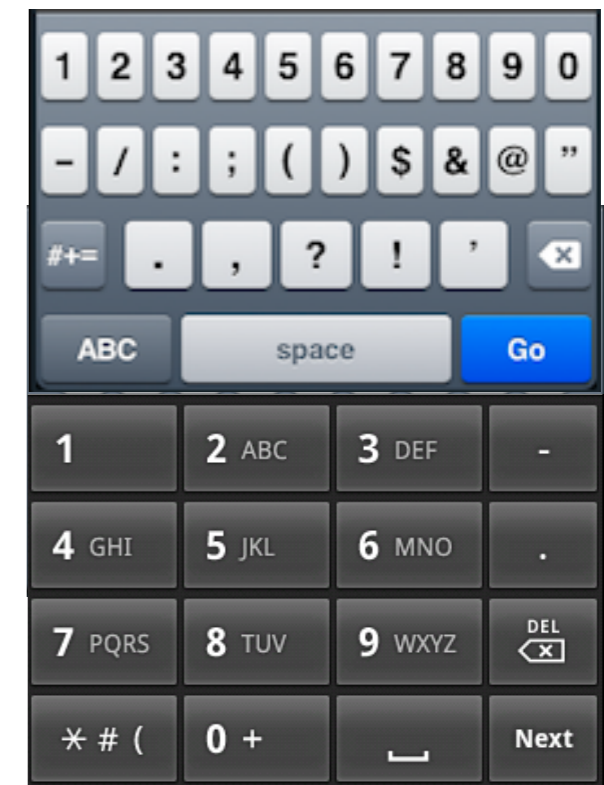 1 2 3 4 5 6 7 8 9 0
- / : ; ( ) $ & @ ”
#+= . , ? ! ’
ABC space Go
1 2 ABC 3 DEF -
4 GHI 5 JKL 6 MNO .
7 PQRS 8 TUV 9 WXYZ DEL
* # ( 0 + Next